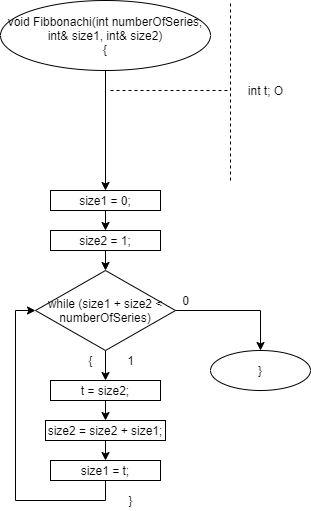 void Fibbonachi(int numberOfSeries,
int& size1, int& size2)
{
int t; O
size1 = 0;
size2 = 1;
while (size1 + size2 <
numberOfSeries)
0
{ 1
}
t = size2;
size2 = size2 + size1;
size1 = t;
}